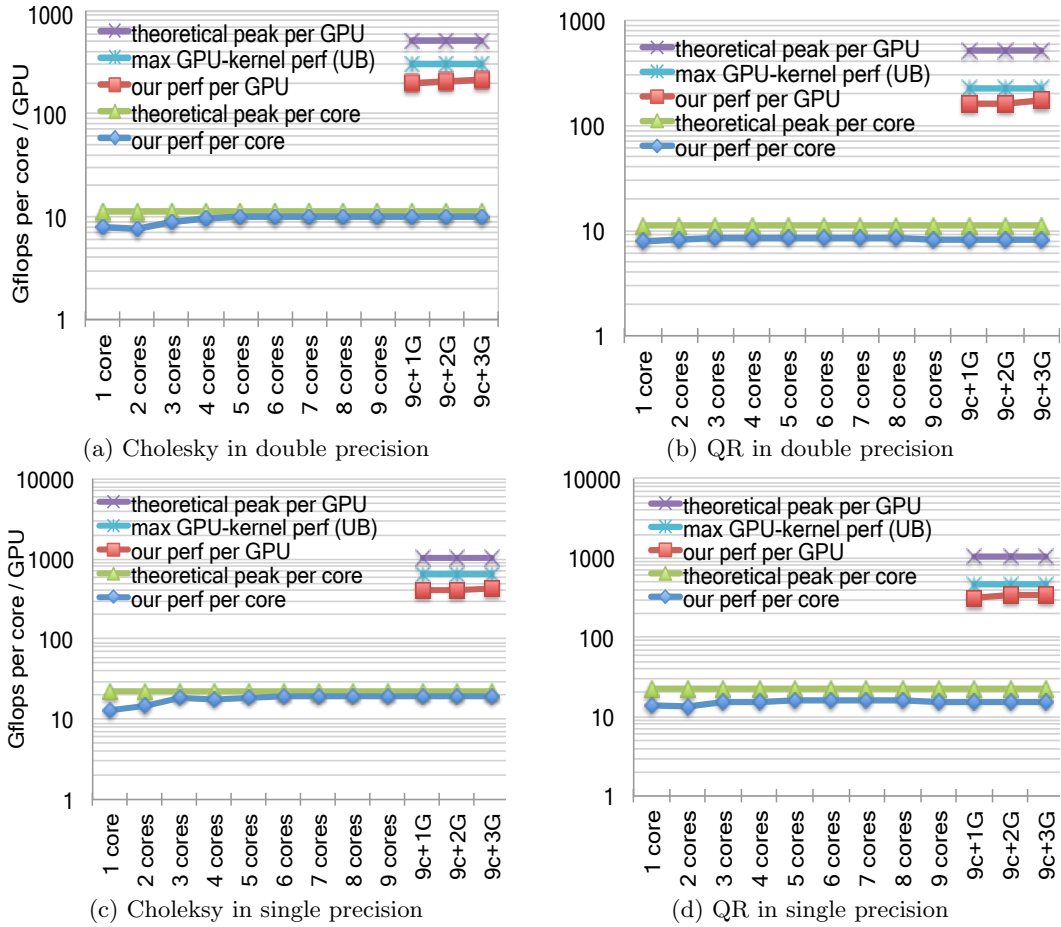 Gflops per core / GPU
1000
100
10
1
theoretical peak per GPU
max GPU-kernel perf (UB)
our perf per GPU
theoretical peak per core
our perf per core
1 core
2 cores
3 cores
4 cores
5 cores
6 cores
7 cores
8 cores
9 cores
9c+1G
9c+2G
9c+3G
(a) Cholesky in double precision
1000
100
10
1
theoretical peak per GPU
max GPU-kernel perf (UB)
our perf per GPU
theoretical peak per core
our perf per core
1 core
2 cores
3 cores
4 cores
5 cores
6 cores
7 cores
8 cores
9 cores
9c+1G
9c+2G
9c+3G
(b) QR in double precision
Gflops per core / GPU
10000
1000
100
10
1
theoretical peak per GPU
max GPU-kernel perf (UB)
our perf per GPU
theoretical peak per core
our perf per core
1 core
2 cores
3 cores
4 cores
5 cores
6 cores
7 cores
8 cores
9 cores
9c+1G
9c+2G
9c+3G
(c) Choleksy in single precision
10000
1000
100
10
1
theoretical peak per GPU
max GPU-kernel perf (UB)
our perf per GPU
theoretical peak per core
our perf per core
1 core
2 cores
3 cores
4 cores
5 cores
6 cores
7 cores
8 cores
9 cores
9c+1G
9c+2G
9c+3G
(d) QR in single precision